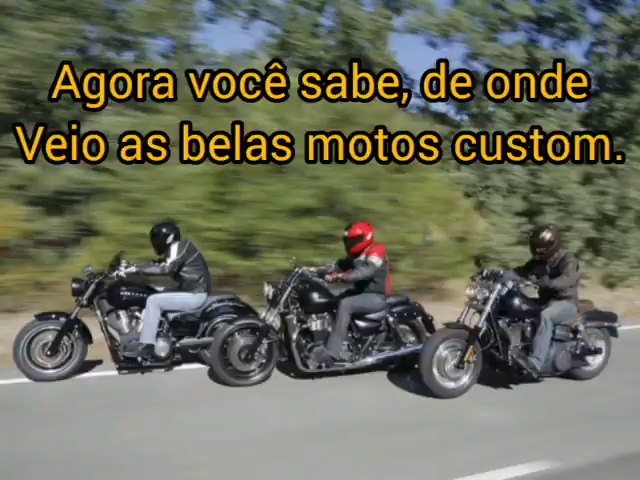 Agora você sabe, de onde
Veio as belas motos custom.